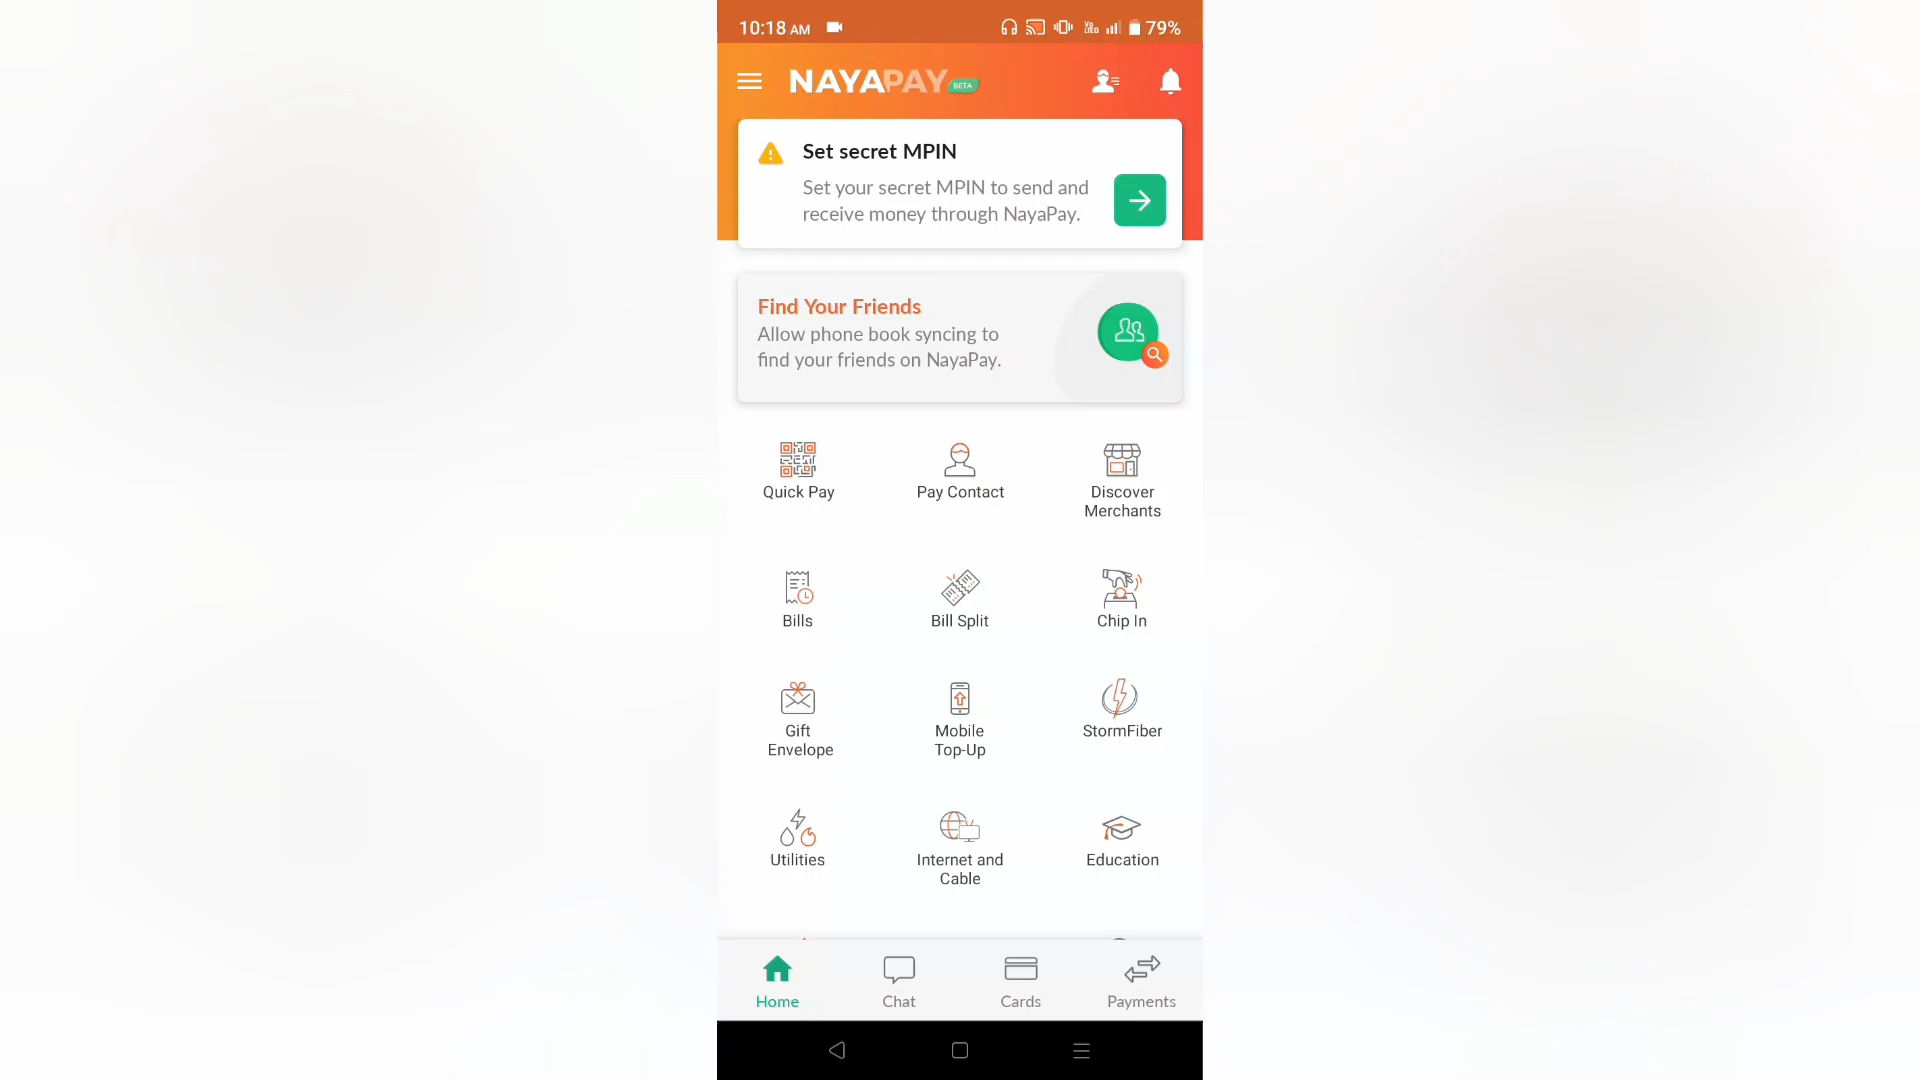 10:18 AM 79%
NAYAPAY BETA
Set secret MPIN
Set your secret MPIN to send and
receive money through NayaPay.
Find Your Friends
Allow phone book syncing to
find your friends on NayaPay.
Quick Pay Pay Contact Discover
Merchants
Bills Bill Split Chip In
Gift Mobile StormFiber
Envelope Top-Up
Utilities Internet and Education
Cable
Home Chat Cards Payments